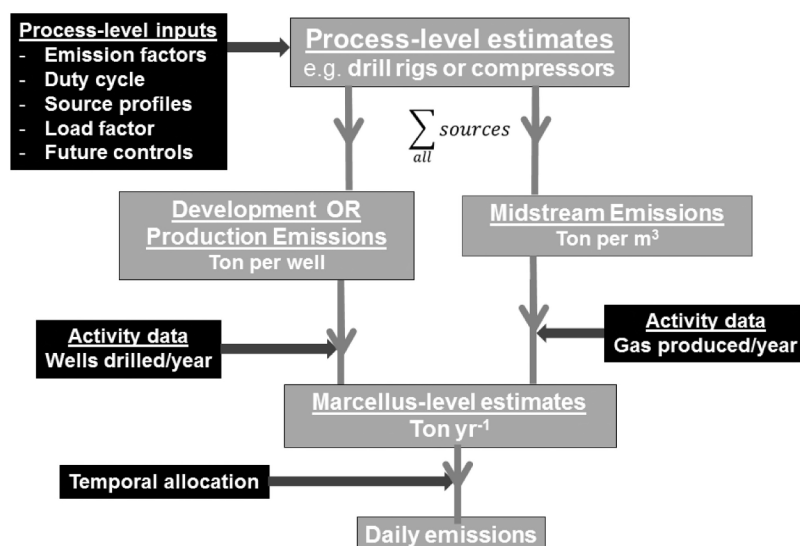 Process-level inputs
- Emission factors
- Duty cycle
- Source profiles
- Load factor
- Future controls
Process-level estimates
e.g. drill rigs or compressors
∑ sources
all
Development OR
Production Emissions
Ton per well
Midstream Emissions
Ton per m³
Activity data
Wells drilled/year
Activity data
Gas produced/year
Marcellus-level estimates
Ton yr⁻¹
Temporal allocation
Daily emissions